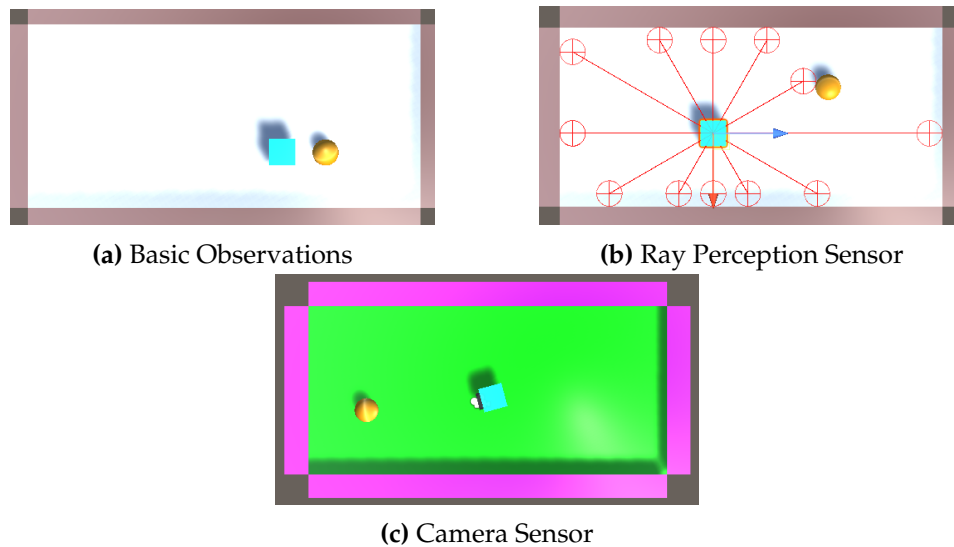 (a) Basic Observations
(b) Ray Perception Sensor
(c) Camera Sensor